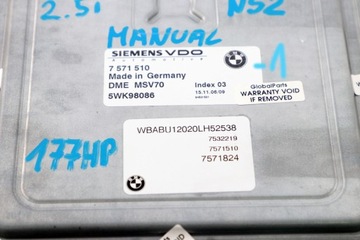 2.5i N52
MANUAL
SIEMENS VDO
Automotive
7 571 510
Made in Germany
DME MSV70
5WK98086
Index 03
-1
GlobalParts
WARRANTY VOID
IF REMOVED
177HP
WBABU12020LH52538
7532219
7571510
7571824